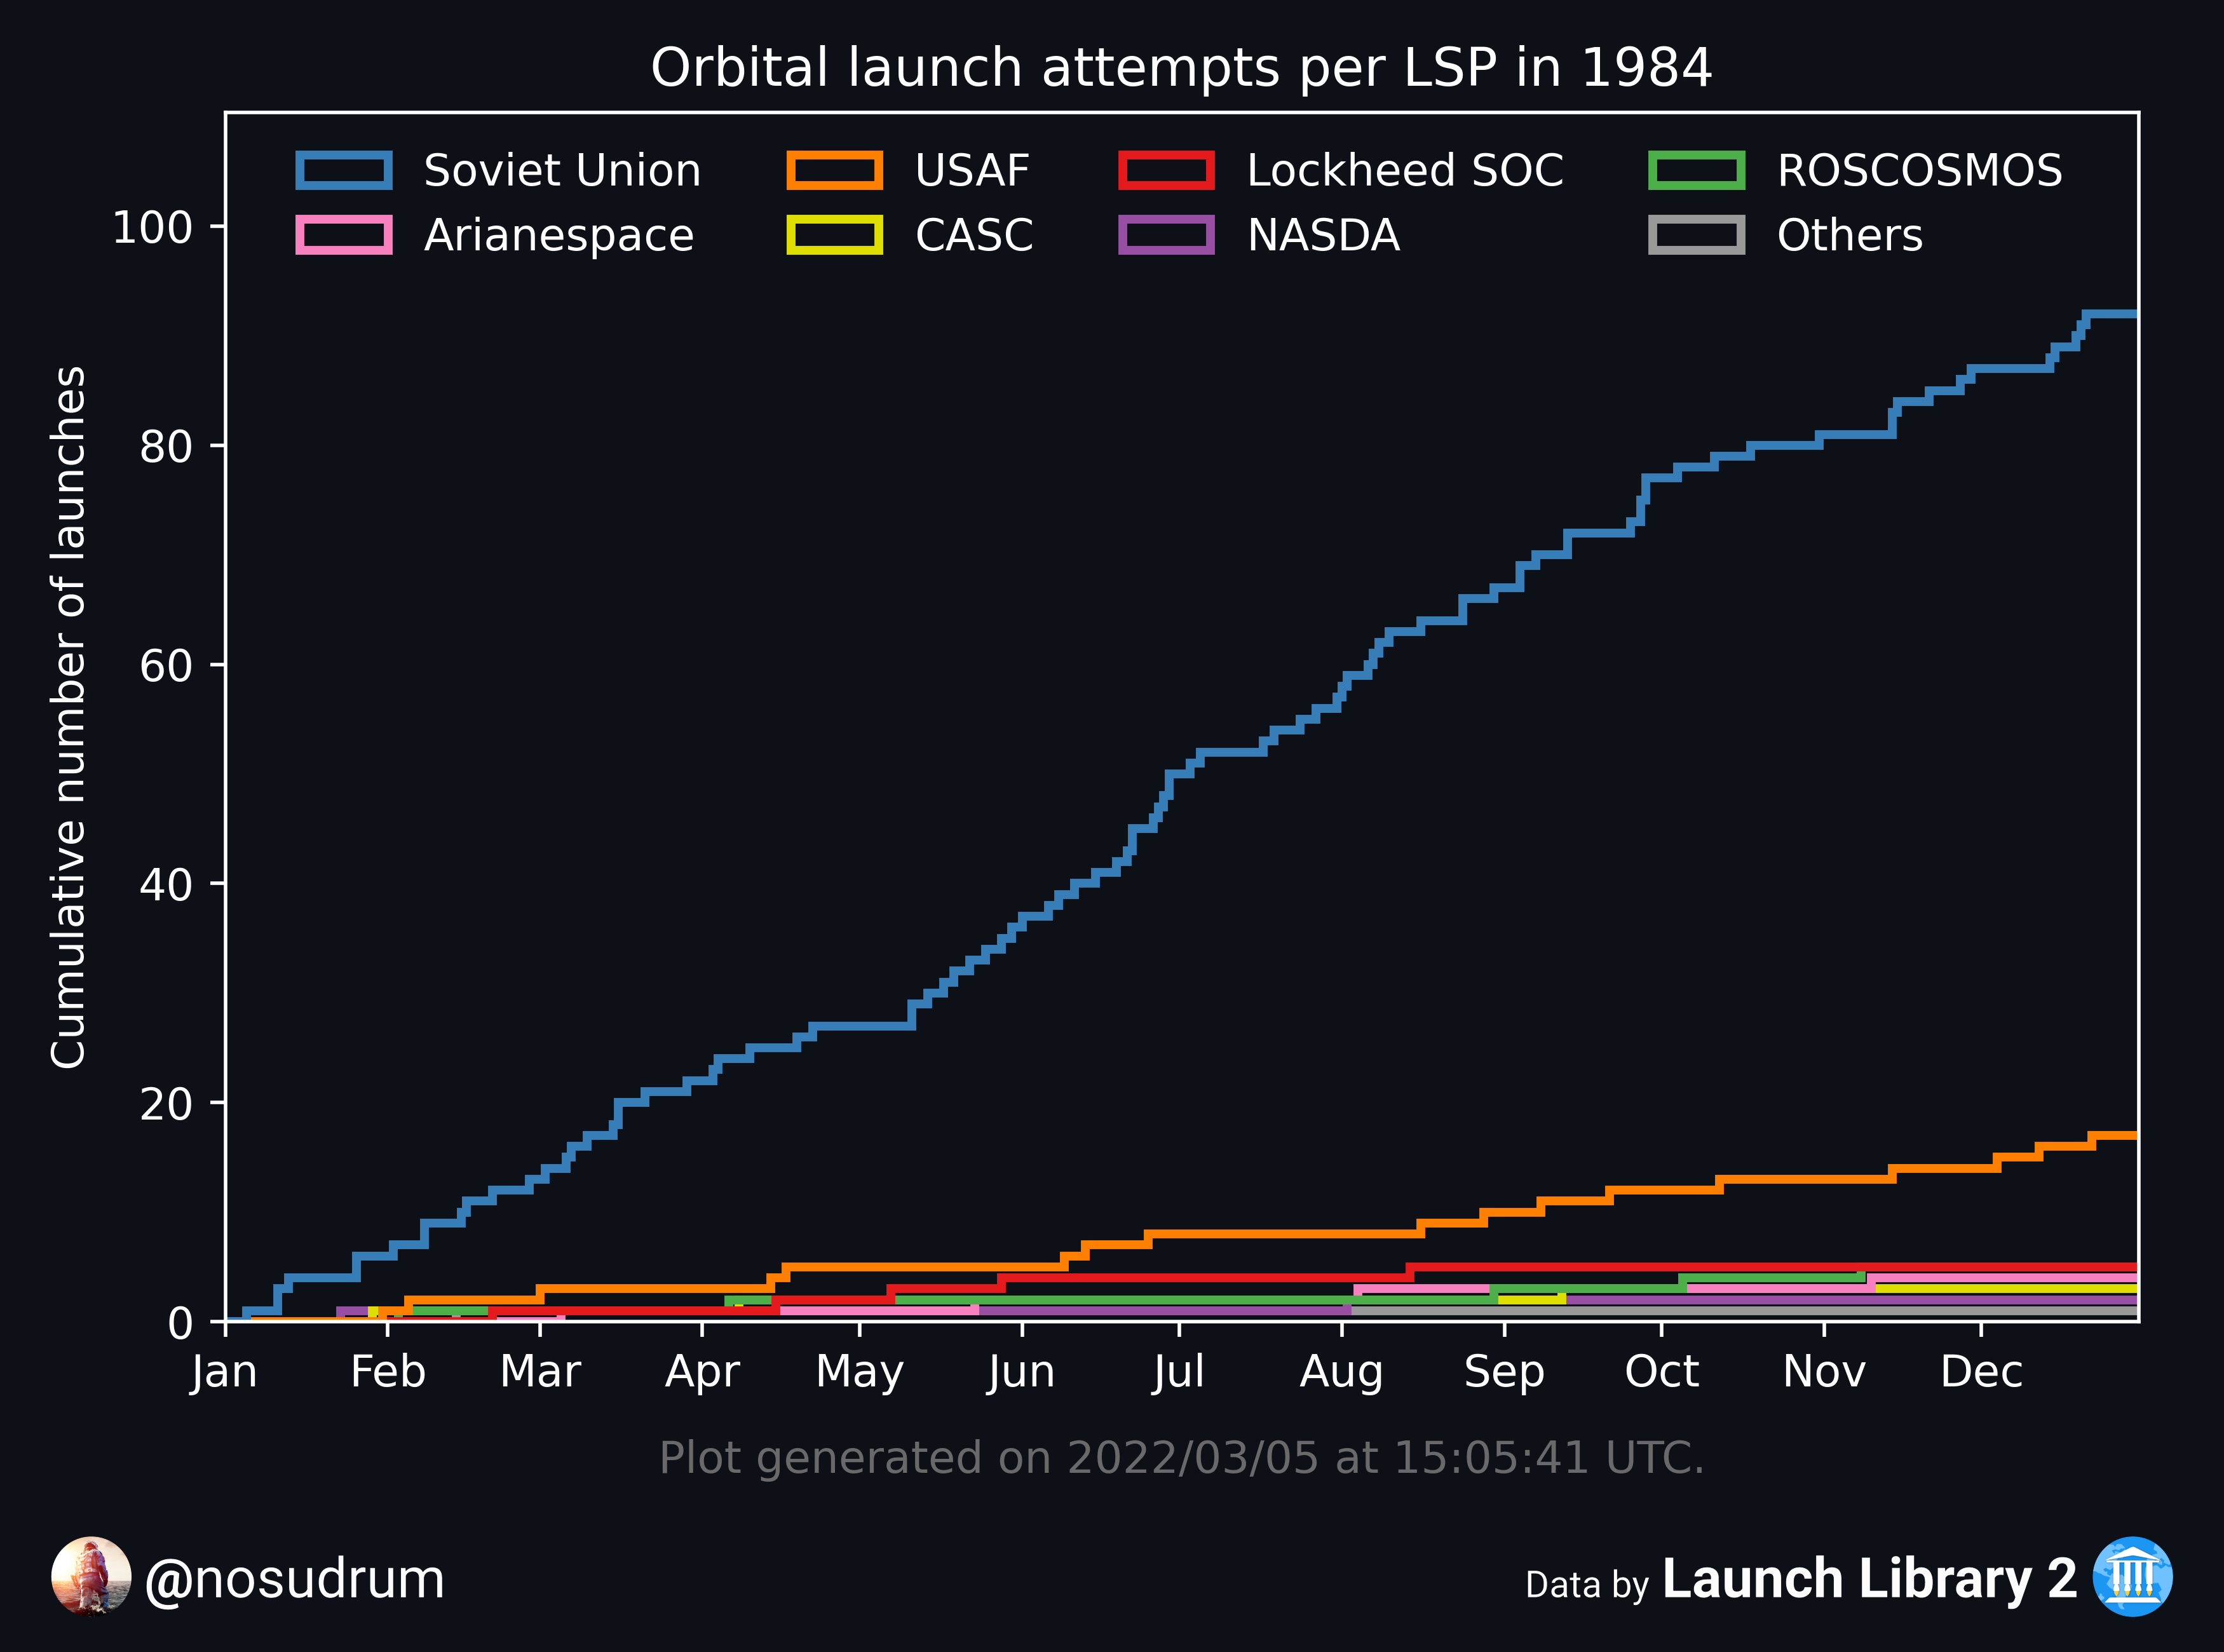 Orbital launch attempts per LSP in 1984
Soviet Union USAF Lockheed SOC ROSCOSMOS
Arianespace CASC NASDA Others
Cumulative number of launches
100
80
60
40
20
0
Jan Feb Mar Apr May Jun Jul Aug Sep Oct Nov Dec
Plot generated on 2022/03/05 at 15:05:41 UTC.
@nosudrum
Data by Launch Library 2